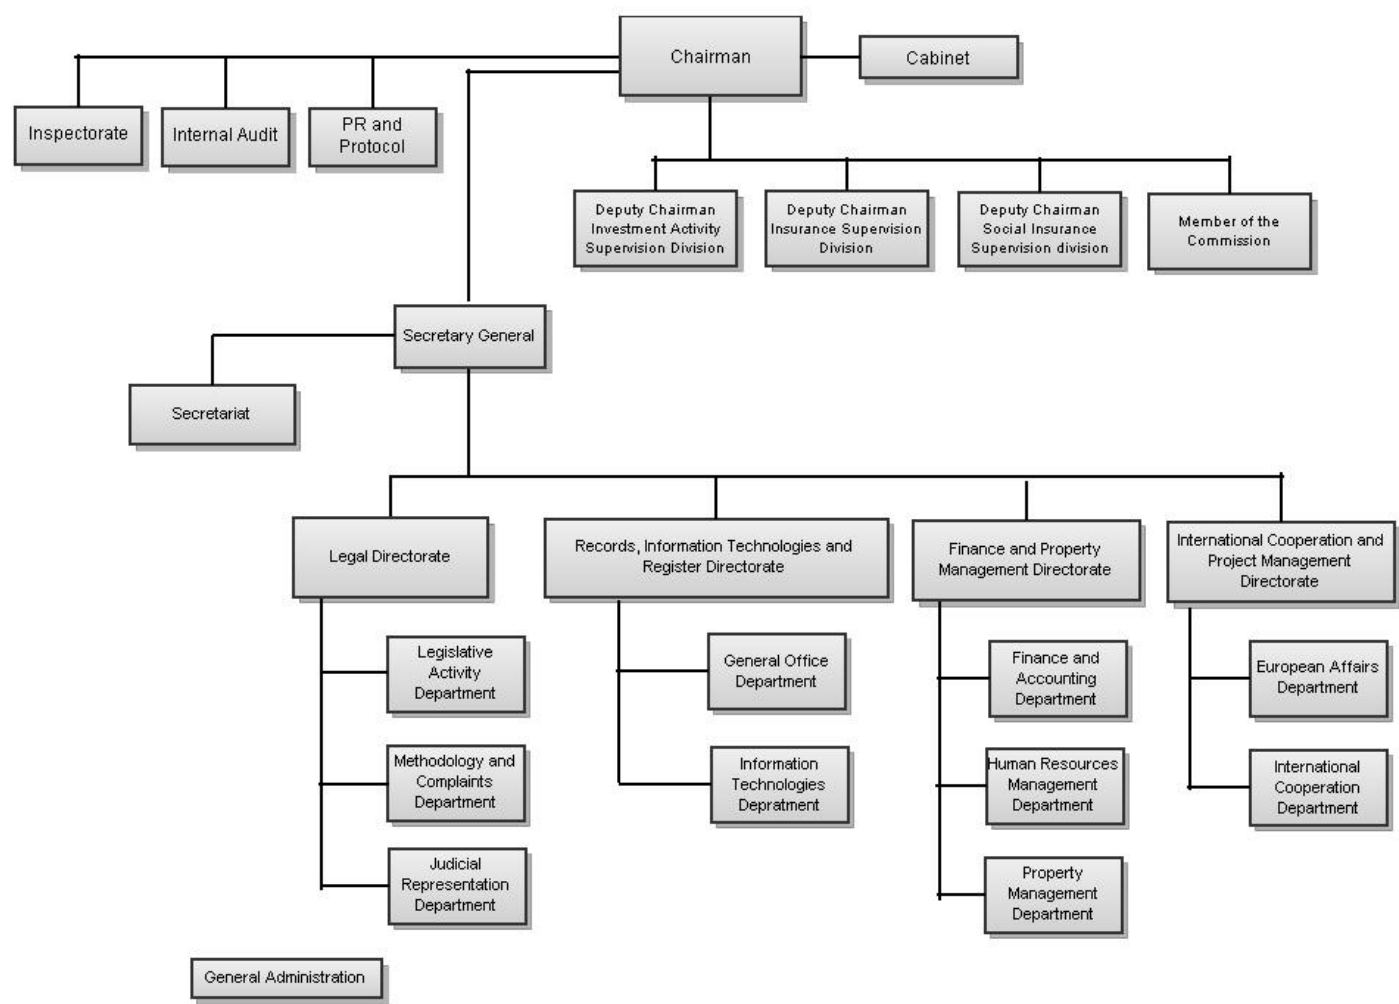 Chairman
Cabinet
Inspectorate
Internal Audit
PR and
Protocol
Deputy Chairman
Investment Activity
Supervision Division
Deputy Chairman
Insurance Supervision
Division
Deputy Chairman
Social Insurance
Supervision division
Member of the
Commission
Secretary General
Secretariat
Legal Directorate
Records, Information Technologies and
Register Directorate
Finance and Property
Management Directorate
International Cooperation and
Project Management
Directorate
Legislative
Activity
Department
General Office
Department
Finance and
Accounting
Department
European Affairs
Department
Methodology and
Complaints
Department
Information
Technologies
Depratment
Human Resources
Management
Department
International
Cooperation
Department
Judicial
Representation
Department
Property
Management
Department
General Administration